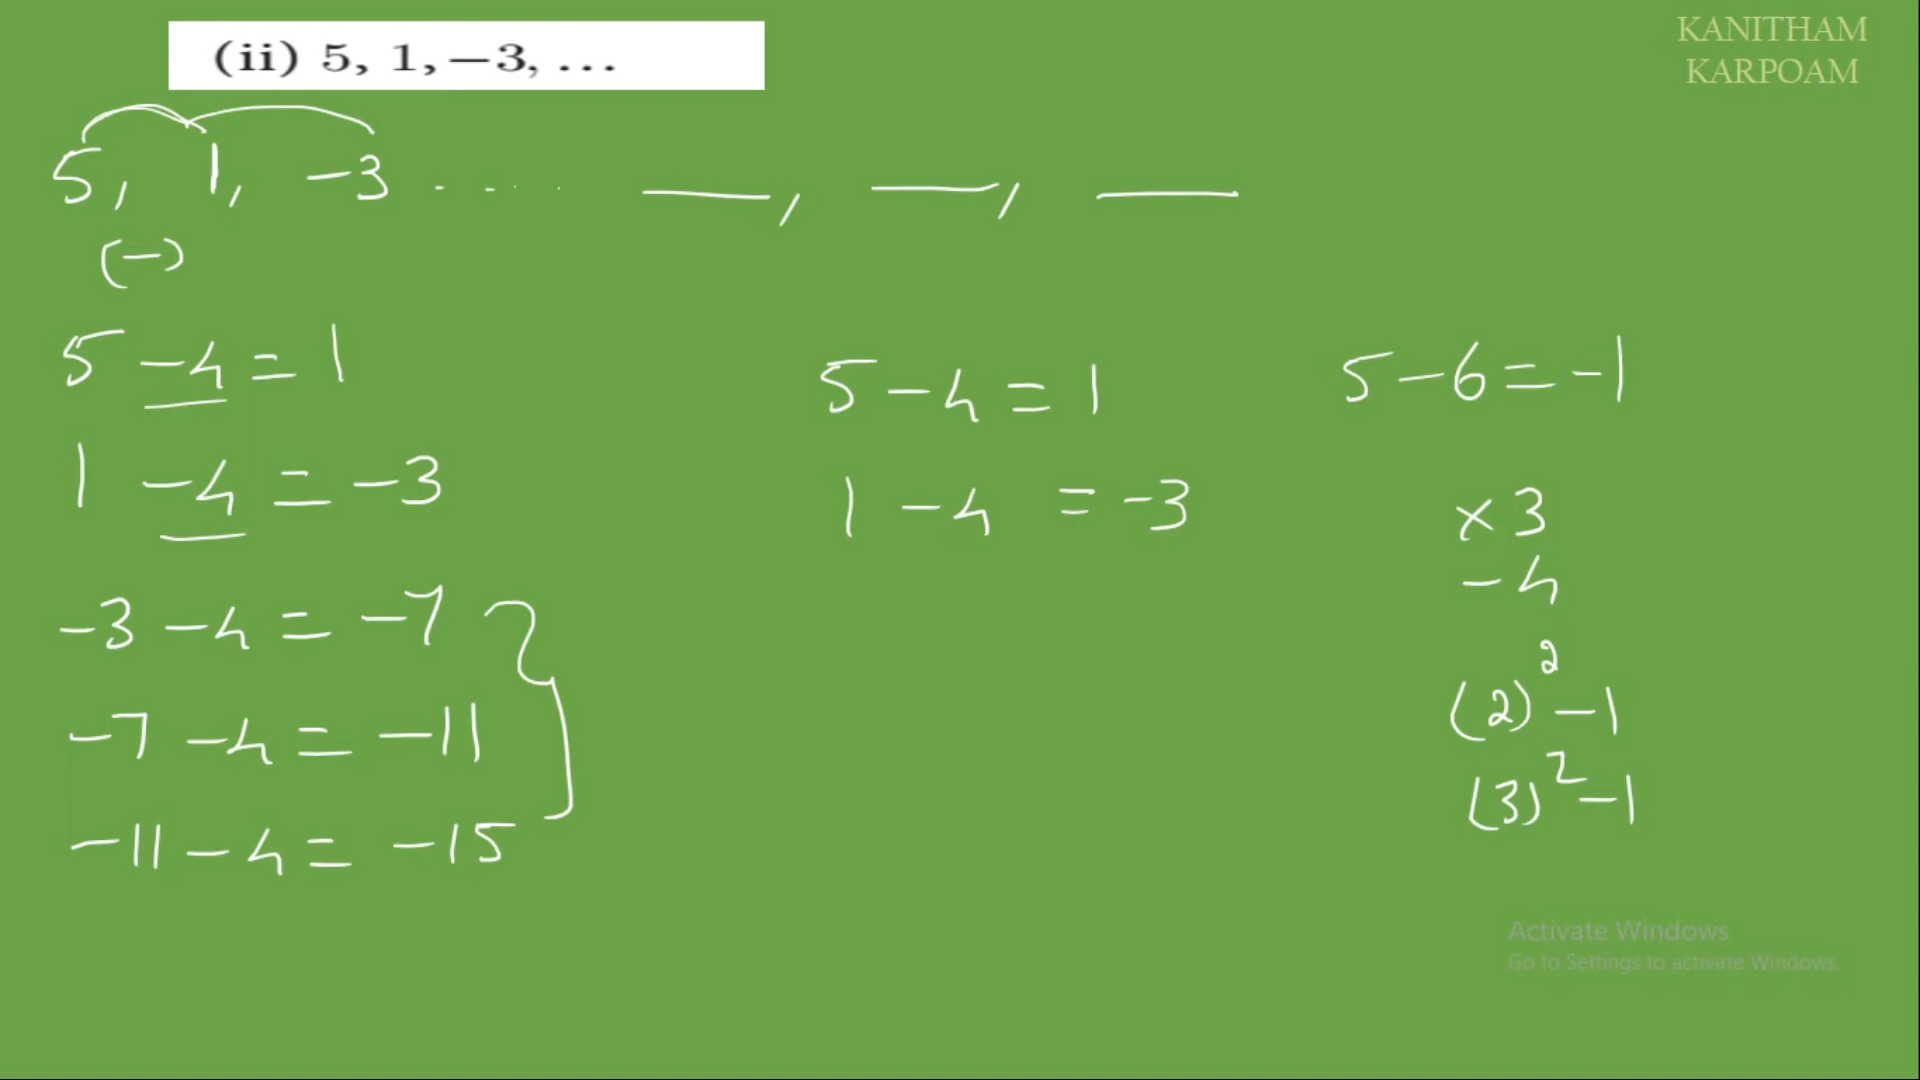 (ii) 5, 1, −3, ...
KANITHAM
KARPOAM
5, 1, -3 .... ___, ___, ___
(-)
5 - 4 = 1
1 - 4 = -3
-3 - 4 = -7
-7 - 4 = -11
-11 - 4 = -15
5 - 4 = 1
1 - 4 = -3
5 - 6 = -1
× 3
- 4
(2)² - 1
(3)² - 1
Activate Windows
Go to Settings to activate Windows.